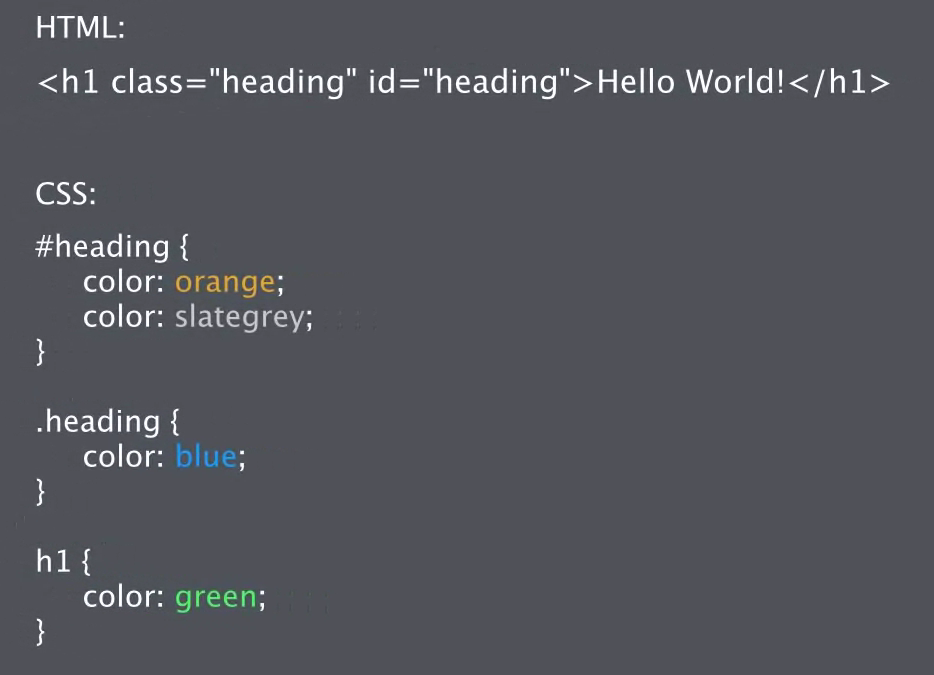 HTML:
<h1 class="heading" id="heading">Hello World!</h1>
CSS:
#heading {
color: orange;
color: slategrey;
}
.heading {
color: blue;
}
h1 {
color: green;
}